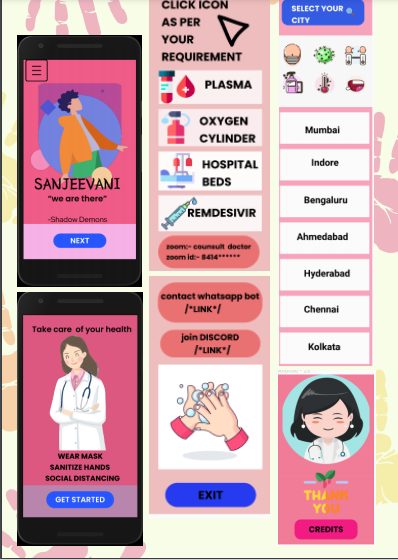 SANJEEVANI
"we are there"
-Shadow Demons
NEXT
Take care of your health
WEAR MASK
SANITIZE HANDS
SOCIAL DISTANCING
GET STARTED
CLICK ICON
AS PER
YOUR
REQUIREMENT
PLASMA
OXYGEN
CYLINDER
HOSPITAL
BEDS
REMDESIVIR
zoom:- counsult doctor
zoom id:- 8414******
contact whatsapp bot
/*LINK*/
join DISCORD
/*LINK*/
EXIT
SELECT YOUR
CITY
Mumbai
Indore
Bengaluru
Ahmedabad
Hyderabad
Chennai
Kolkata
THANK
YOU
CREDITS